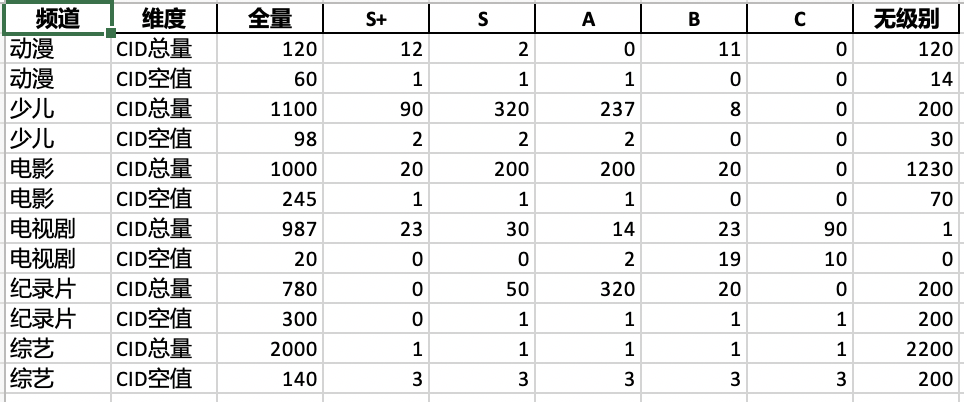 频道 维度 全量 S+ S A B C 无级别
动漫 CID总量 120 12 2 0 11 0 120
动漫 CID空值 60 1 1 1 0 0 14
少儿 CID总量 1100 90 320 237 8 0 200
少儿 CID空值 98 2 2 2 0 0 30
电影 CID总量 1000 20 200 200 20 0 1230
电影 CID空值 245 1 1 1 0 0 70
电视剧 CID总量 987 23 30 14 23 90 1
电视剧 CID空值 20 0 0 2 19 10 0
纪录片 CID总量 780 0 50 320 20 0 200
纪录片 CID空值 300 0 1 1 1 1 200
综艺 CID总量 2000 1 1 1 1 1 2200
综艺 CID空值 140 3 3 3 3 3 200